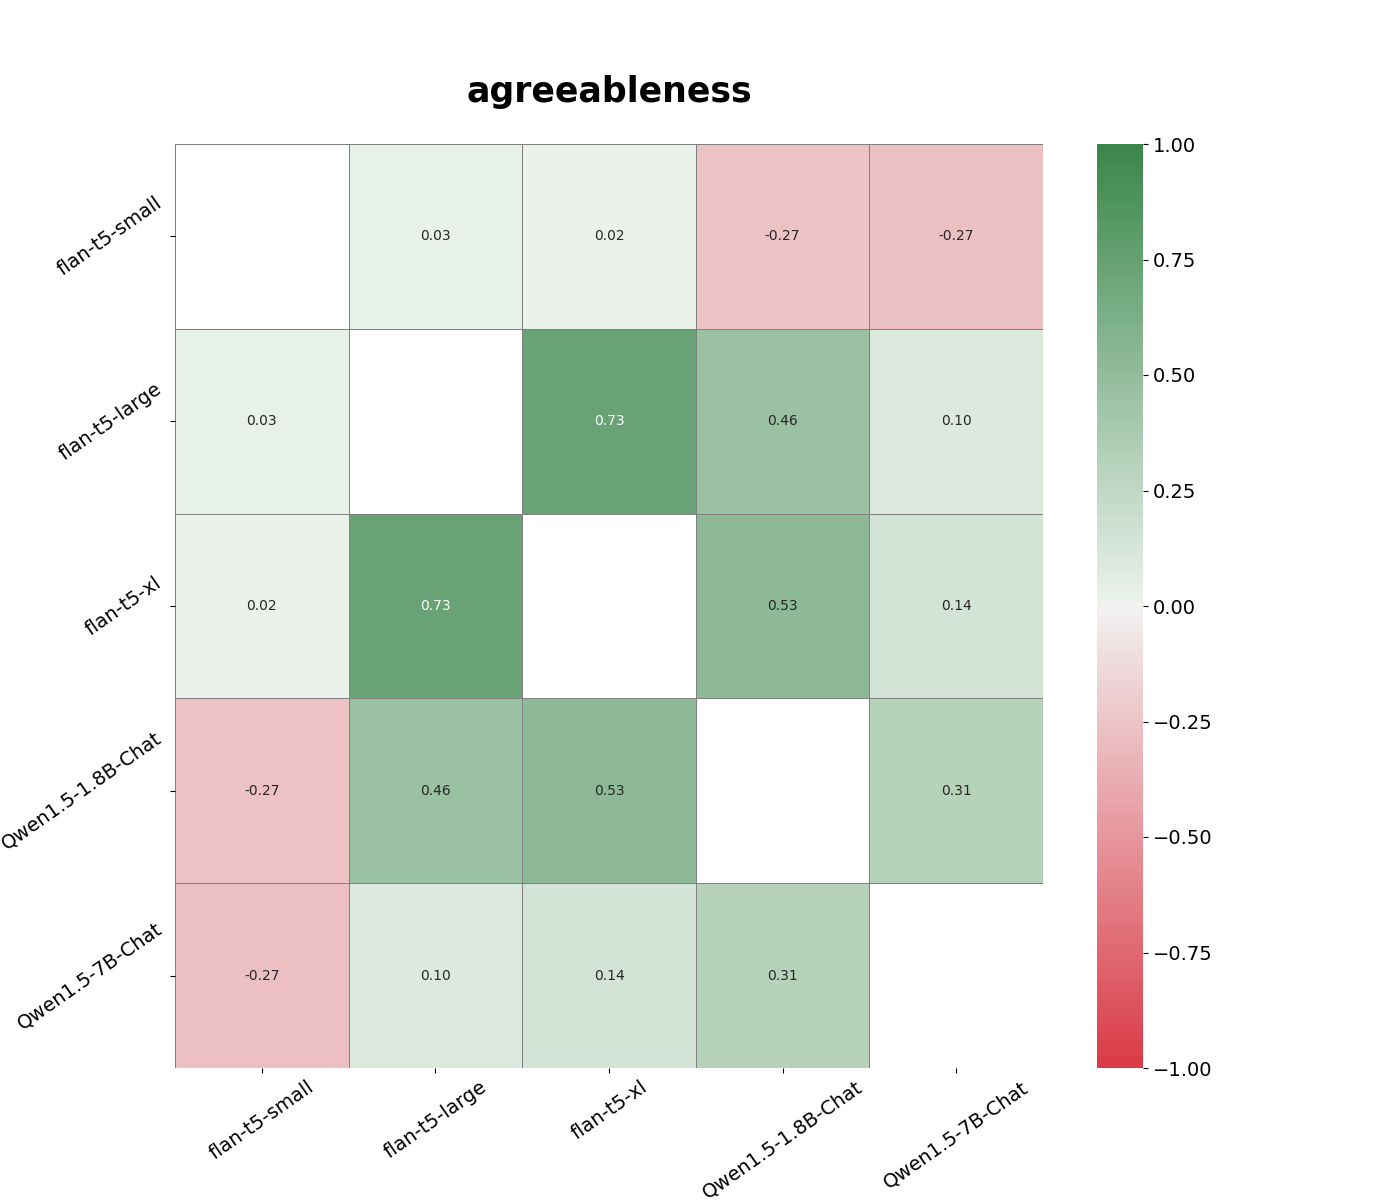 agreeableness
flan-t5-small
0.03
0.02
-0.27
-0.27
flan-t5-large
0.03
0.73
0.46
0.10
flan-t5-xl
0.02
0.73
0.53
0.14
Qwen1.5-1.8B-Chat
-0.27
0.46
0.53
0.31
Qwen1.5-7B-Chat
-0.27
0.10
0.14
0.31
flan-t5-small
flan-t5-large
flan-t5-xl
Qwen1.5-1.8B-Chat
Qwen1.5-7B-Chat
1.00
0.75
0.50
0.25
0.00
−0.25
−0.50
−0.75
−1.00